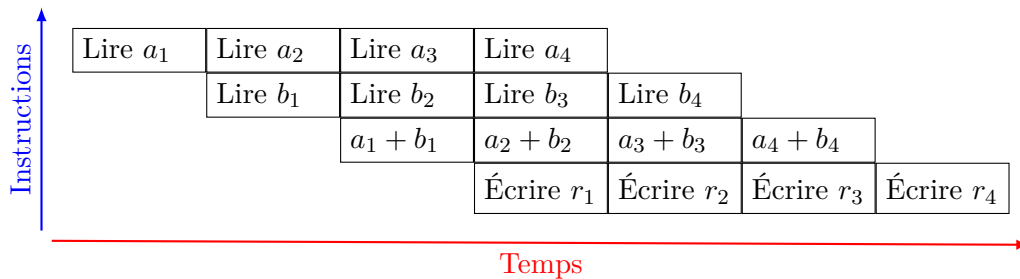 Instructions
Lire a₁ Lire a₂ Lire a₃ Lire a₄
Lire b₁ Lire b₂ Lire b₃ Lire b₄
a₁ + b₁ a₂ + b₂ a₃ + b₃ a₄ + b₄
Écrire r₁ Écrire r₂ Écrire r₃ Écrire r₄
Temps